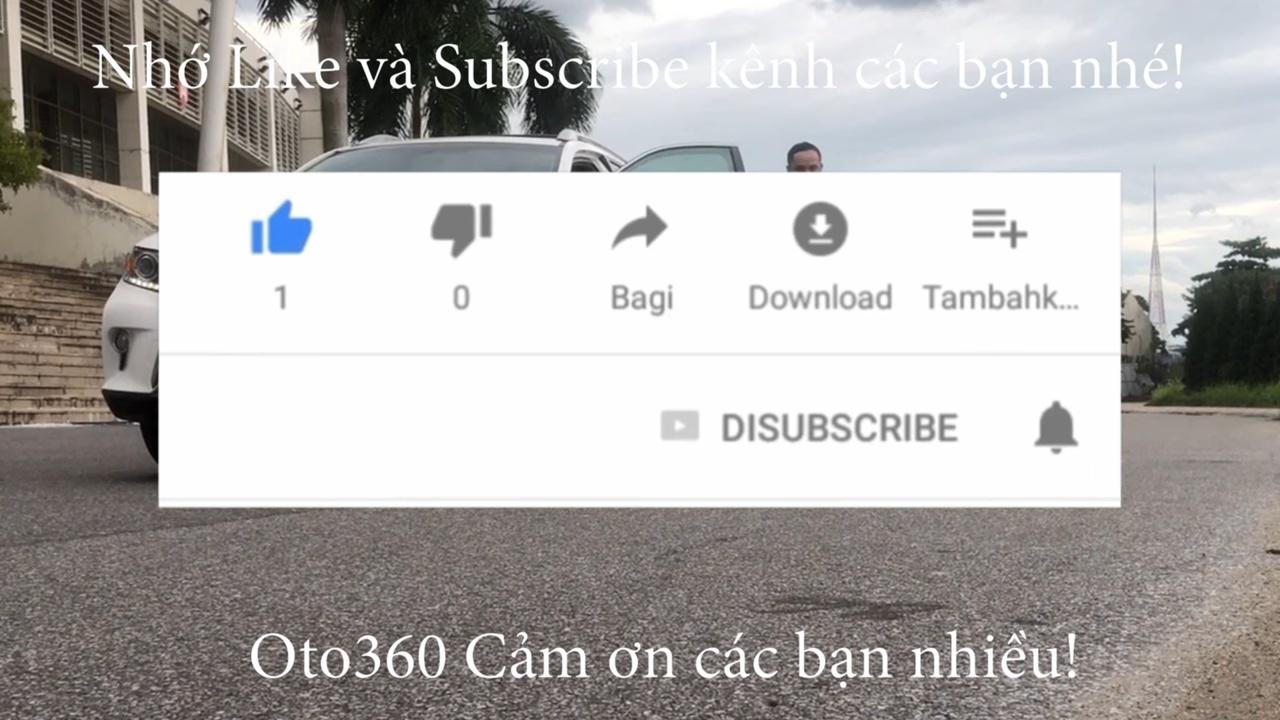 Nhớ Like và Subscribe kênh các bạn nhé!
1 0 Bagi Download Tambahk...
DISUBSCRIBE
Oto360 Cảm ơn các bạn nhiều!